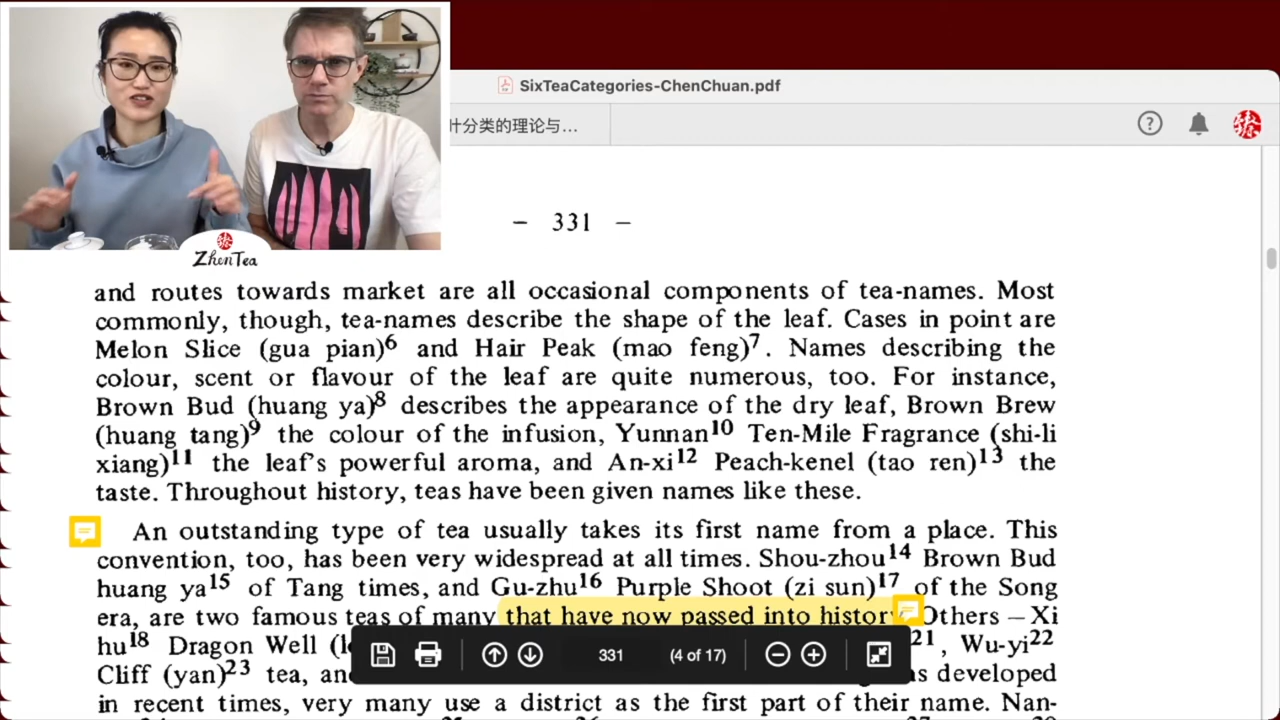 SixTeaCategories-ChenChuan.pdf
叶分类的理论与...
ZhenTea
– 331 –
and routes towards market are all occasional components of tea-names. Most
commonly, though, tea-names describe the shape of the leaf. Cases in point are
Melon Slice (gua pian)6 and Hair Peak (mao feng)7. Names describing the
colour, scent or flavour of the leaf are quite numerous, too. For instance,
Brown Bud (huang ya)8 describes the appearance of the dry leaf, Brown Brew
(huang tang)9 the colour of the infusion, Yunnan10 Ten-Mile Fragrance (shi-li
xiang)11 the leaf's powerful aroma, and An-xi12 Peach-kenel (tao ren)13 the
taste. Throughout history, teas have been given names like these.
An outstanding type of tea usually takes its first name from a place. This
convention, too, has been very widespread at all times. Shou-zhou14 Brown Bud
huang ya15 of Tang times, and Gu-zhu16 Purple Shoot (zi sun)17 of the Song
era, are two famous teas of many that have now passed into history Others – Xi
hu18 Dragon Well 21, Wu-yi22
Cliff (yan)23 tea, developed
in recent times, very many use a district as the first part of their name. Nan-
331 (4 of 17)